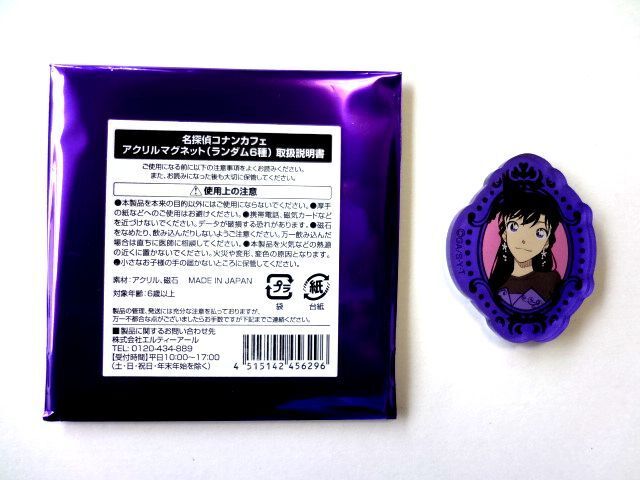 名探偵コナンカフェ
アクリルマグネット(ランダム6種) 取扱説明書
ご使用になる前に以下の注意事項をよくお読みください。
また、お読みになった後も大切に保管してください。
使用上の注意
●本製品を本来の目的以外にはご使用にならないでください。●厚手
の紙などへのご使用はお避けください。●携帯電話、磁気カードなど
を近づけないでください。データが破損する恐れがあります。●磁石
をなめたり、飲み込んだりしないようご注意ください。万一飲み込んだ
場合は直ちに医師に相談してください。●本製品を火気などの熱源
の近くに置かないでください。火災や変形、変色の原因となります。
●小さなお子様の手の届かないところに保管してください。
素材:アクリル、磁石 MADE IN JAPAN
対象年齢:6歳以上
プラ
袋
紙
台紙
製品の管理、発送には充分な注意を払っておりますが、
万一不都合な点がございましたらお手数ですが下記までご連絡ください。
■製品に関するお問い合わせ先
株式会社エルティーアール
TEL: 0120-434-889
【受付時間】平日10:00~17:00
(土・日・祝日・年末年始を除く)
4 515142 456296